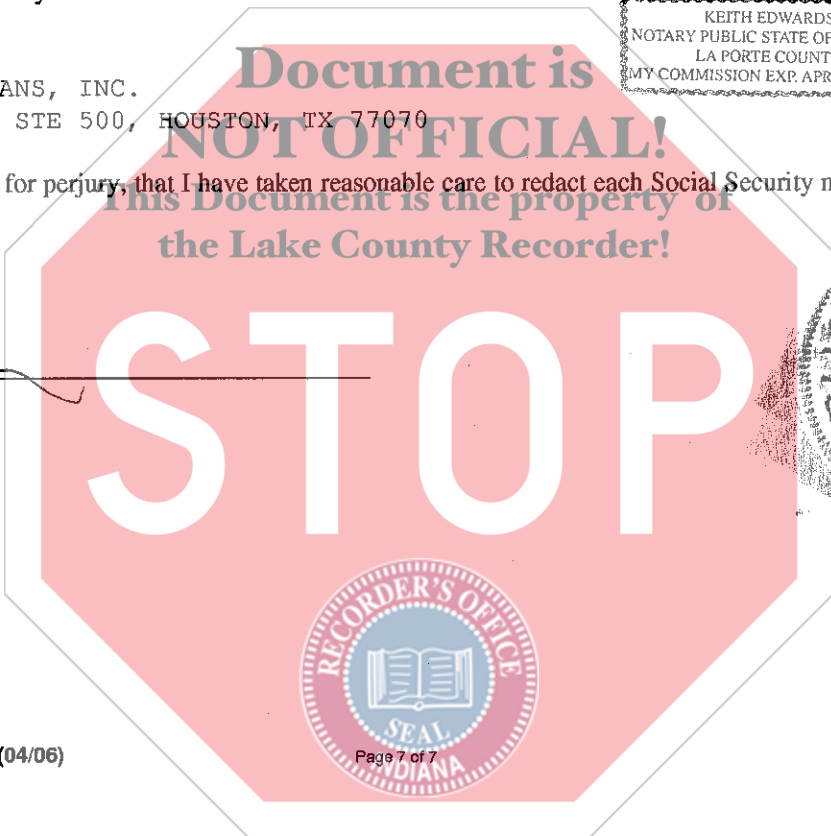 KEITH EDWARDS
NOTARY PUBLIC STATE OF
LA PORTE COUNT
MY COMMISSION EXP. APR
Document is
ANS, INC.
STE 500, HOUSTON, TX 77070
NOT OFFICIAL!
for perjury, that I have taken reasonable care to redact each Social Security n
This Document is the property of
the Lake County Recorder!
STOP
RECORDER'S OFFICE
SEAL
INDIANA
(04/06)
Page 7 of 7